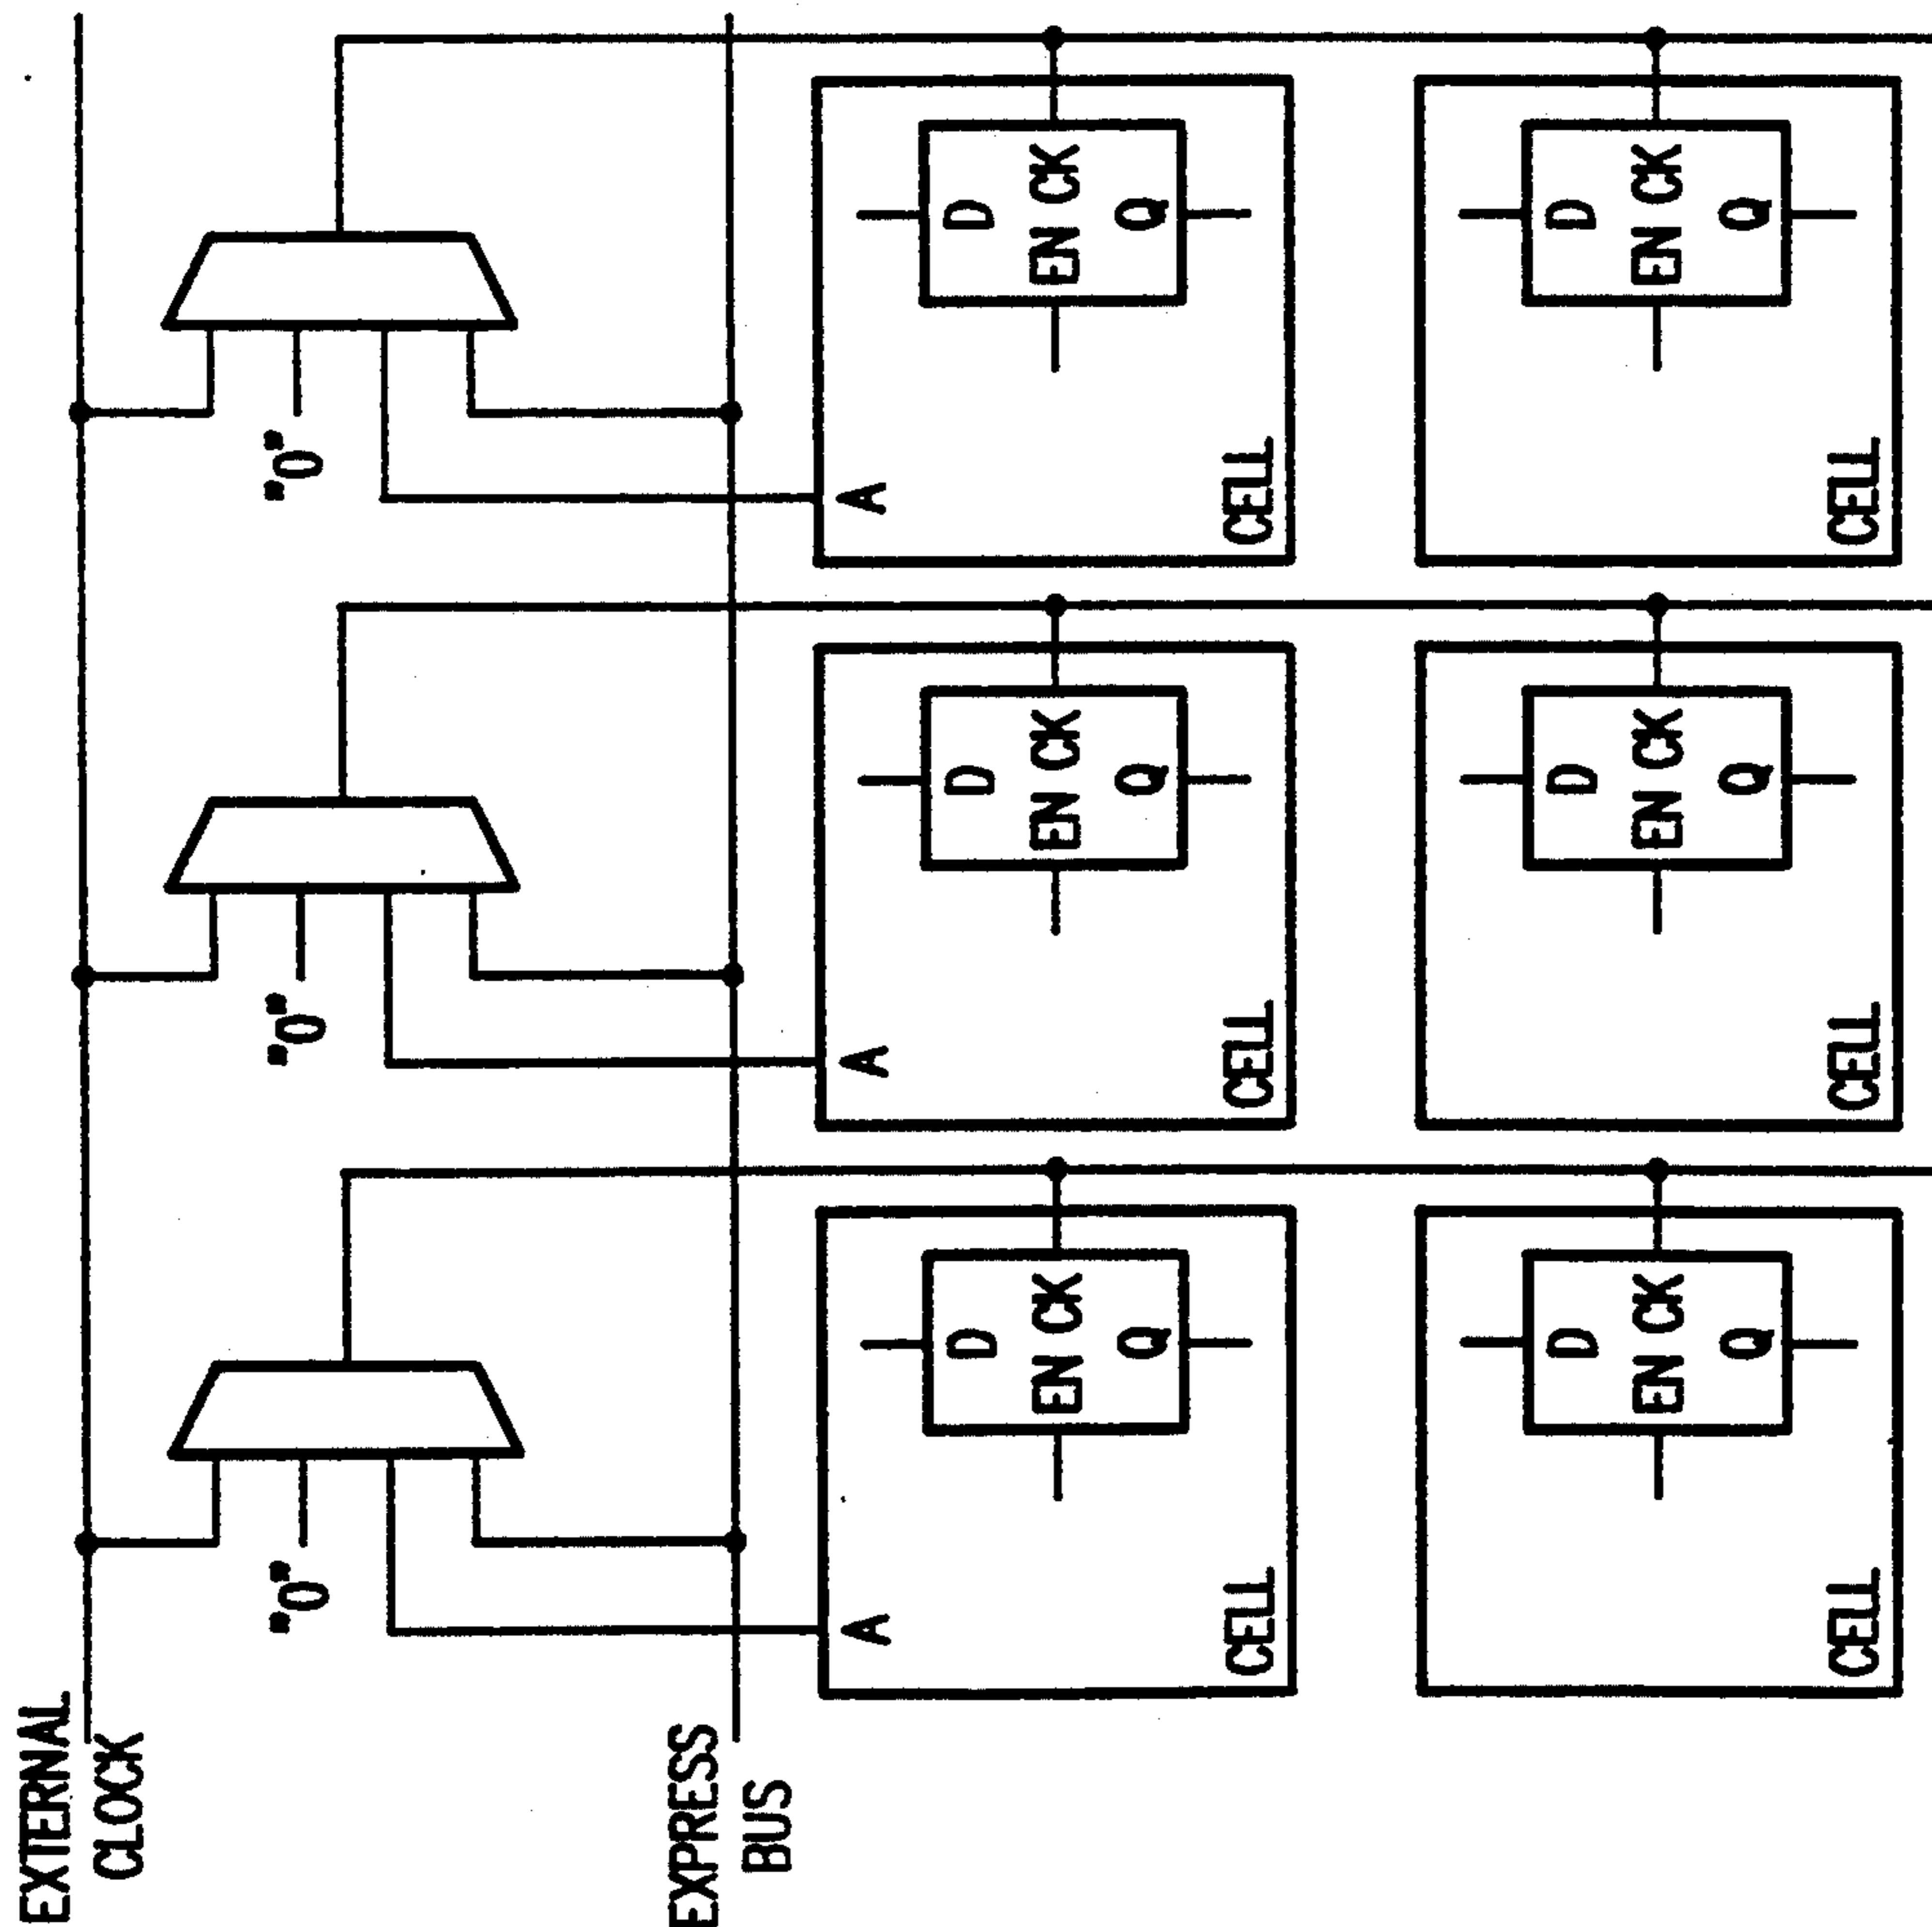 EXTERNAL
CLOCK
"0"
"0"
"0"
EXPRESS
BUS
A
A
A
D
D
D
EN CK
EN CK
EN CK
Q
Q
Q
CELL
CELL
CELL
D
D
D
EN CK
EN CK
EN CK
Q
Q
Q
CELL
CELL
CELL